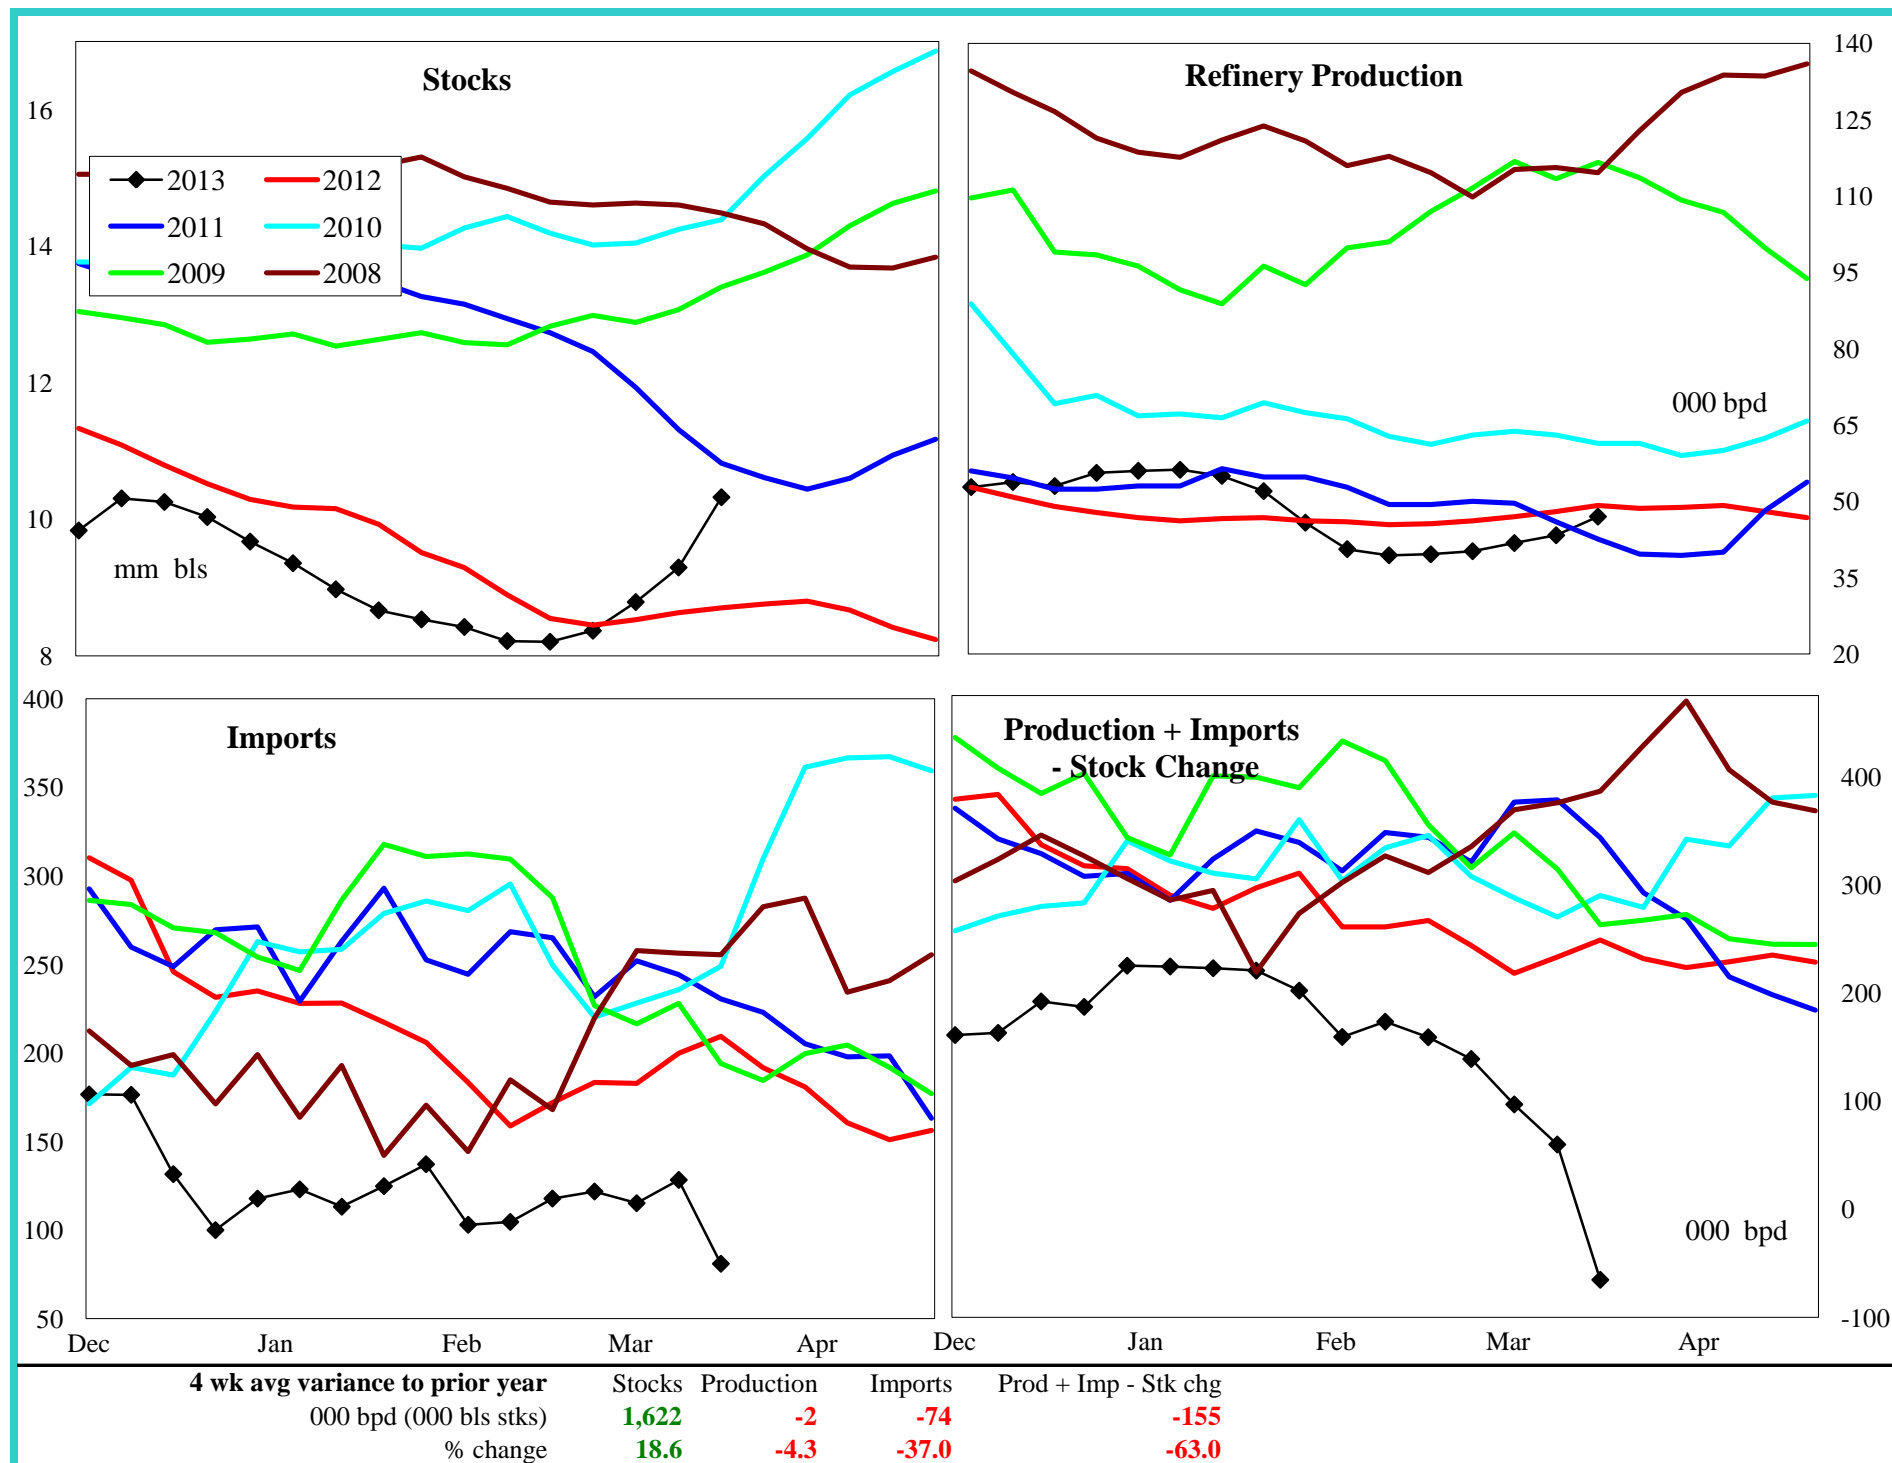 Stocks
16
14
12
10
8
2013 2012
2011 2010
2009 2008
mm bls
Refinery Production
140
125
110
95
80
65
50
35
20
000 bpd
Imports
400
350
300
250
200
150
100
50
Dec Jan Feb Mar Apr
Production + Imports
- Stock Change
400
300
200
100
0
-100
000 bpd
Dec Jan Feb Mar Apr
4 wk avg variance to prior year Stocks Production Imports Prod + Imp - Stk chg
000 bpd (000 bls stks) 1,622 -2 -74 -155
% change 18.6 -4.3 -37.0 -63.0